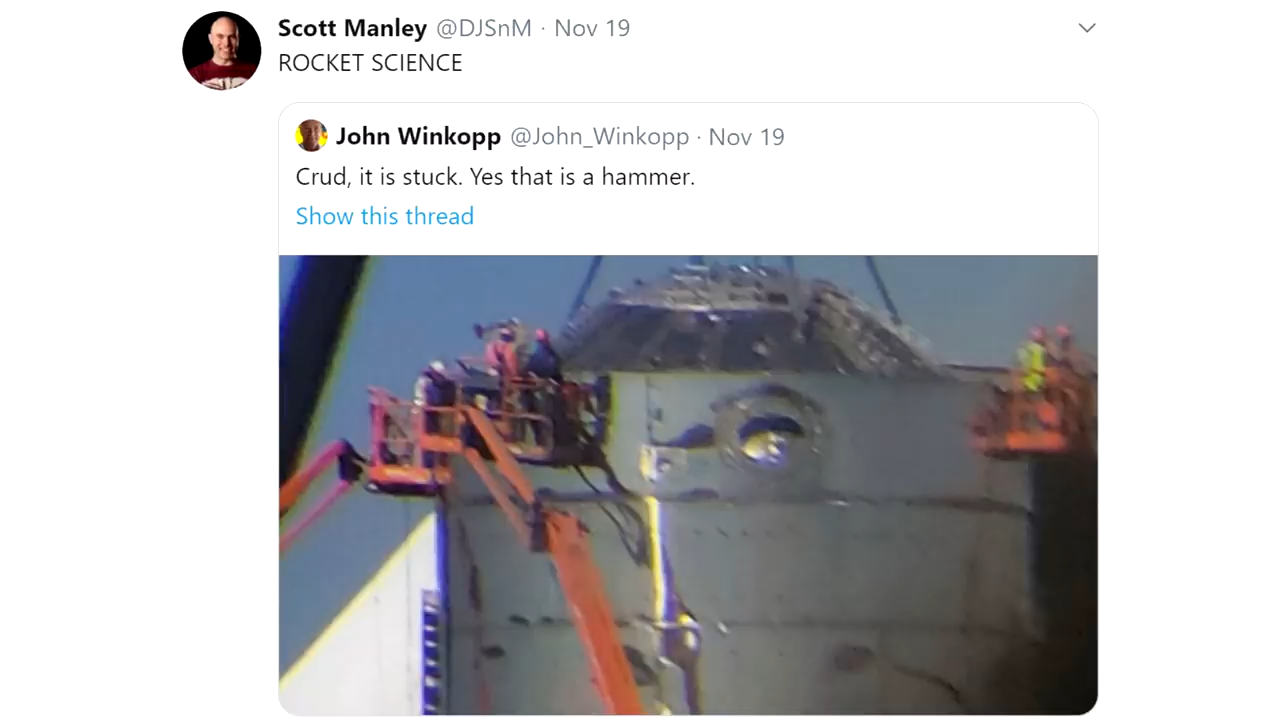 Scott Manley @DJSnM · Nov 19
ROCKET SCIENCE
John Winkopp @John_Winkopp · Nov 19
Crud, it is stuck. Yes that is a hammer.
Show this thread